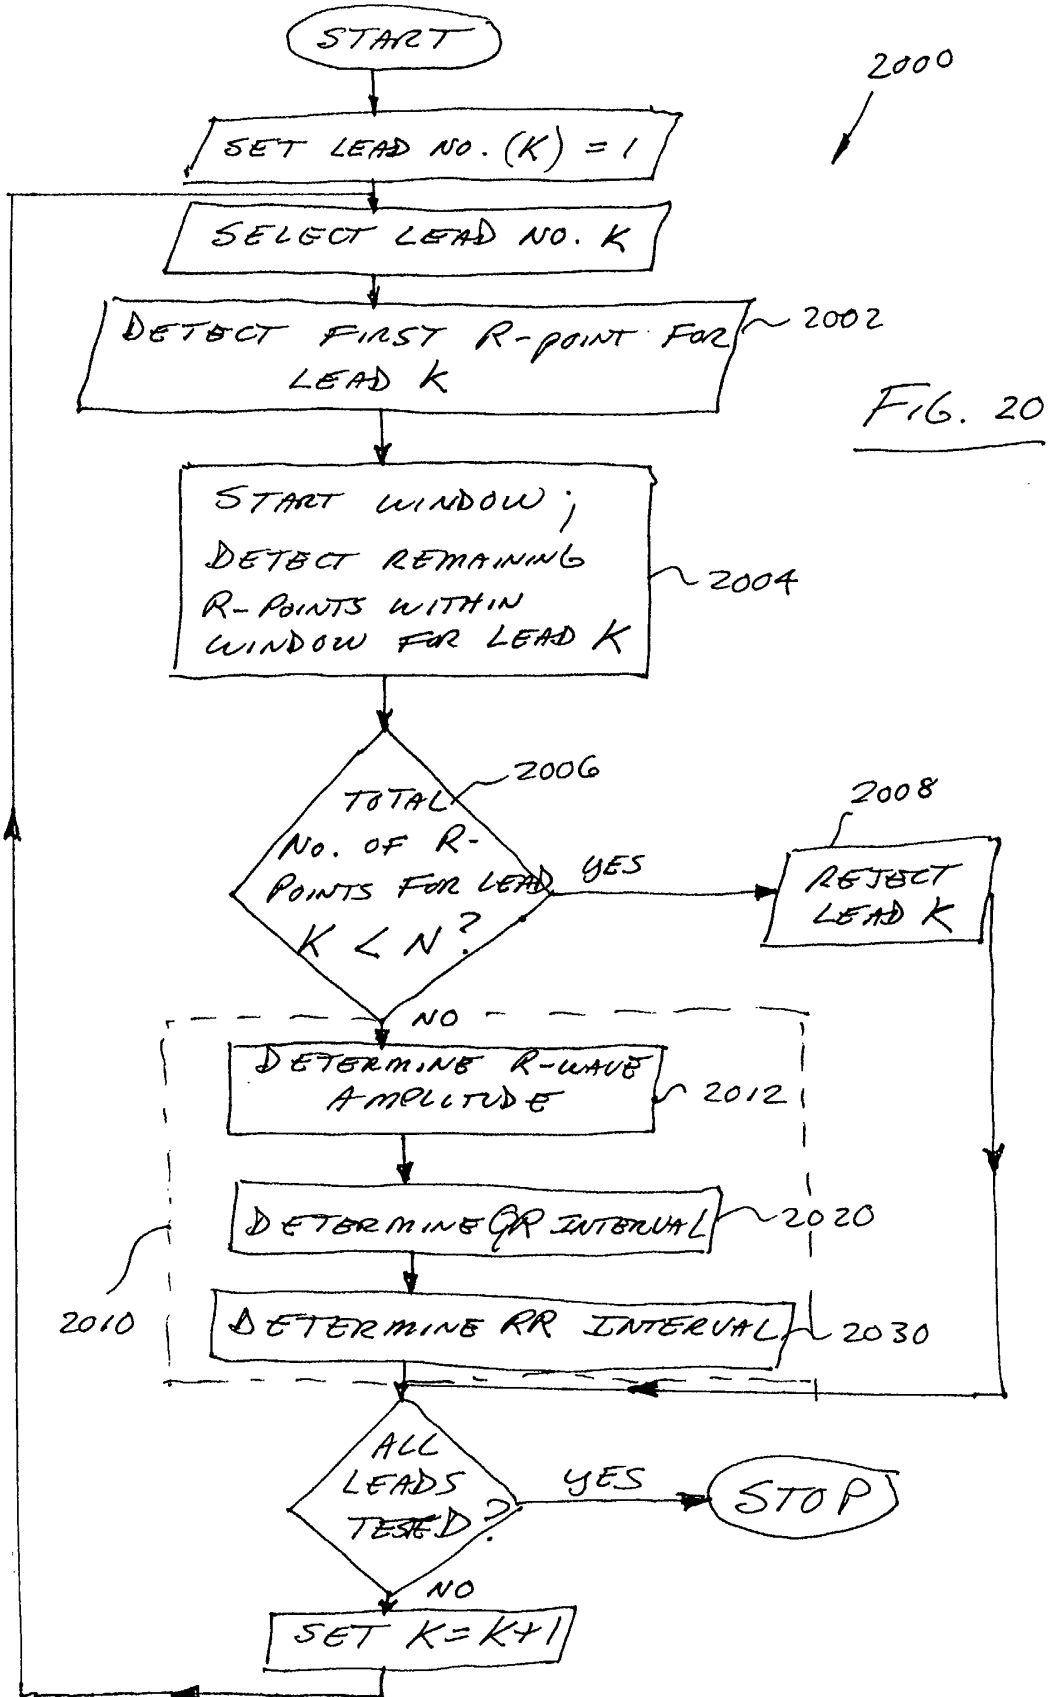 START
2000
SET LEAD NO. (K) = 1
SELECT LEAD NO. K
DETECT FIRST R-POINT FOR
LEAD K
2002
FIG. 20
START WINDOW;
DETECT REMAINING
R-POINTS WITHIN
WINDOW FOR LEAD K
2004
TOTAL
NO. OF R-
POINTS FOR LEAD
K < N?
2006
YES
2008
REJECT
LEAD K
NO
DETERMINE R-WAVE
AMPLITUDE
2012
DETERMINE QR INTERVAL
2020
2010
DETERMINE RR INTERVAL
2030
ALL
LEADS
TESTED?
YES
STOP
NO
SET K=K+1